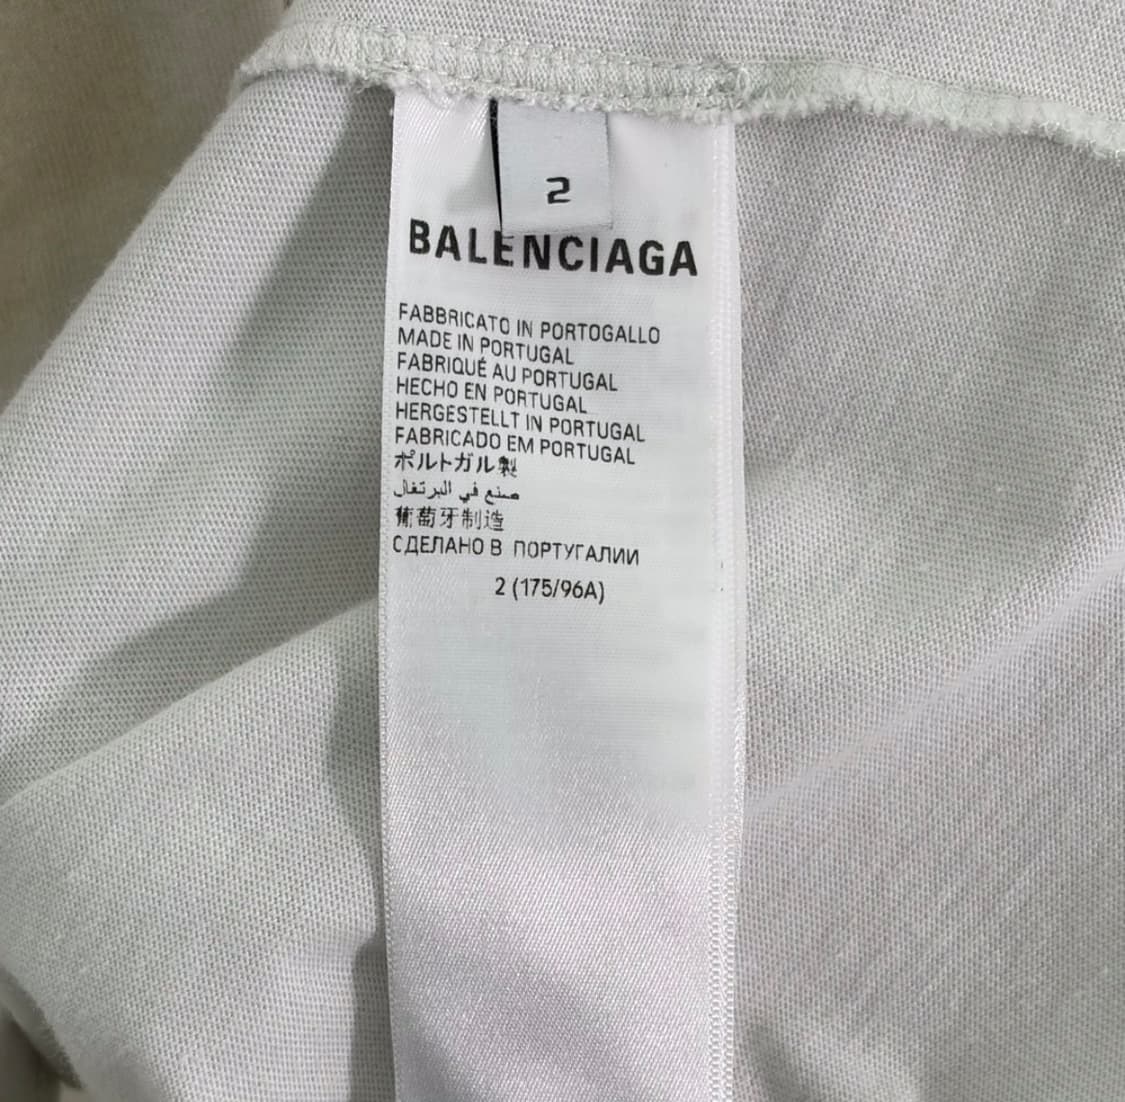 2
BALENCIAGA
FABBRICATO IN PORTOGALLO
MADE IN PORTUGAL
FABRIQUÉ AU PORTUGAL
HECHO EN PORTUGAL
HERGESTELLT IN PORTUGAL
FABRICADO EM PORTUGAL
ポルトガル製
صنع في البرتغال
葡萄牙制造
СДЕЛАНО В ПОРТУГАЛИИ
2 (175/96A)